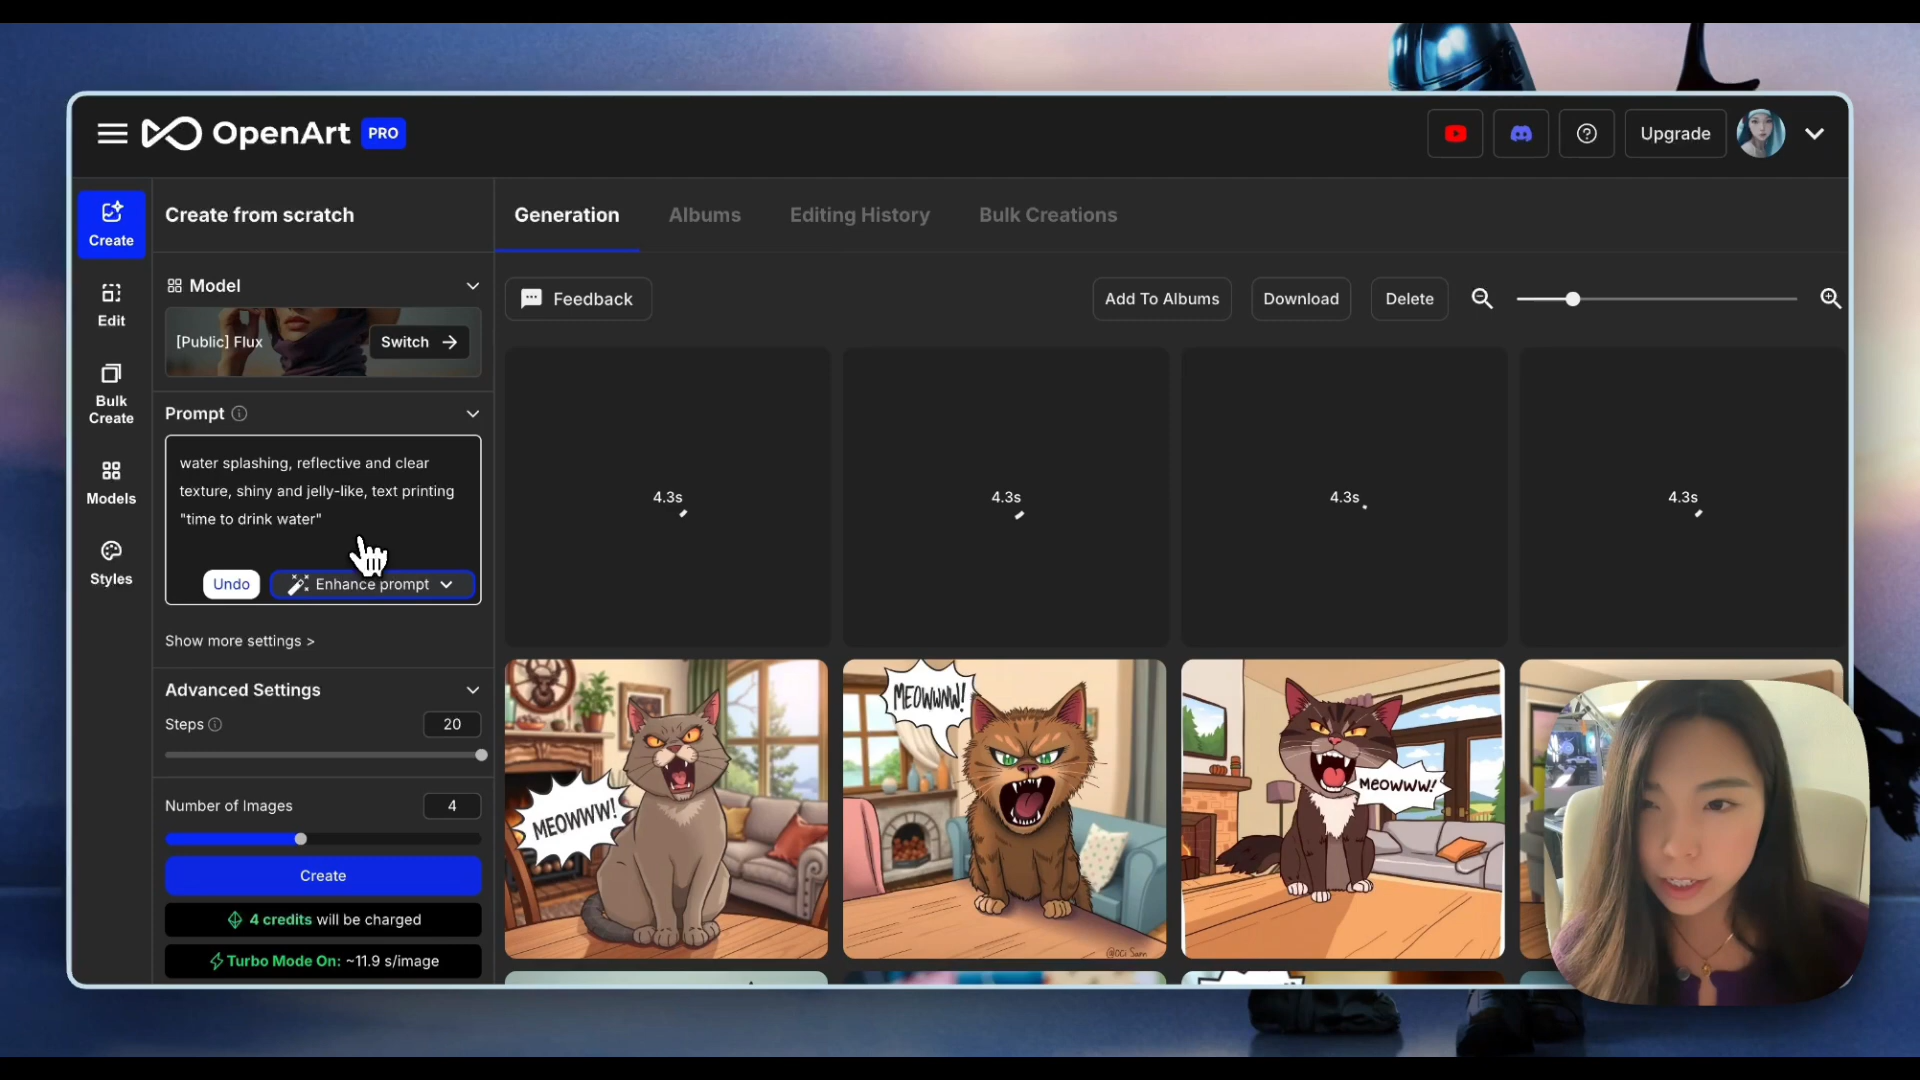 OpenArt PRO
Upgrade
Create
Edit
Bulk
Create
Models
Styles
Create from scratch
Model
[Public] Flux
Switch
Prompt
water splashing, reflective and clear
texture, shiny and jelly-like, text printing
"time to drink water"
Undo
Enhance prompt
Show more settings >
Advanced Settings
Steps
20
Number of Images
4
Create
4 credits will be charged
Turbo Mode On: ~11.9 s/image
Generation
Albums
Editing History
Bulk Creations
Feedback
Add To Albums
Download
Delete
4.3s
4.3s
4.3s
4.3s
MEOWWW!
MEOWWW!
MEOWWW!